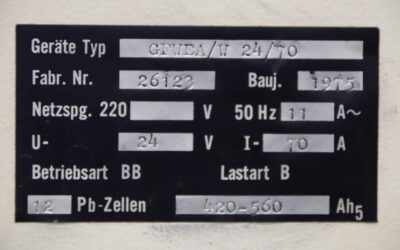 Geräte Typ GFWEA/W 24/70
Fabr. Nr. 26123 Bauj. 1975
Netzspg. 220 V 50 Hz 11 A~
U- 24 V I- 70 A
Betriebsart BB Lastart B
12 Pb-Zellen 420-560 Ah5